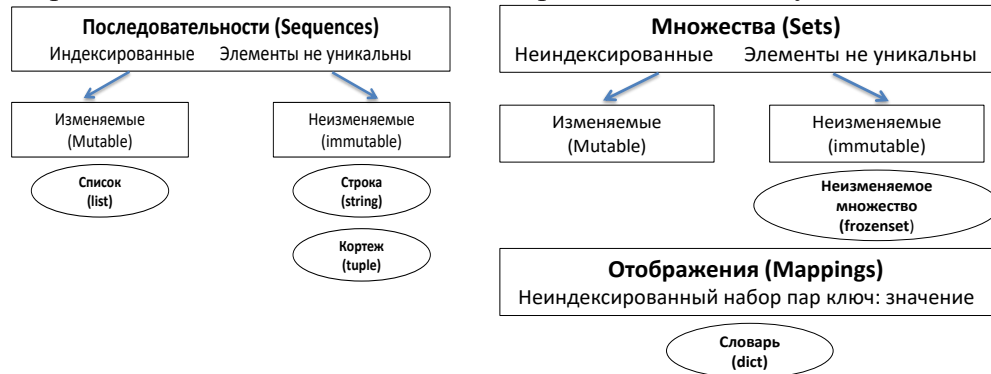 Последовательности (Sequences)
Индексированные Элементы не уникальны
Изменяемые
(Mutable)
Неизменяемые
(immutable)
Список
(list)
Строка
(string)
Кортеж
(tuple)
Множества (Sets)
Неиндексированные Элементы не уникальны
Изменяемые
(Mutable)
Неизменяемые
(immutable)
Неизменяемое
множество
(frozenset)
Отображения (Mappings)
Неиндексированный набор пар ключ: значение
Словарь
(dict)